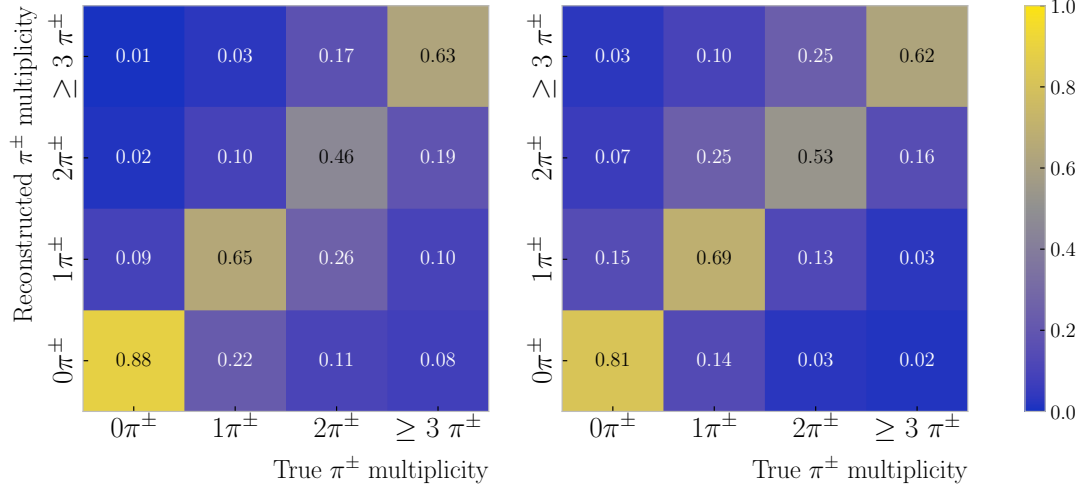 Reconstructed π± multiplicity
≥ 3 π±
0.01 0.03 0.17 0.63
2π±
0.02 0.10 0.46 0.19
1π±
0.09 0.65 0.26 0.10
0π±
0.88 0.22 0.11 0.08
0π± 1π± 2π± ≥ 3 π±
True π± multiplicity
≥ 3 π±
0.03 0.10 0.25 0.62
2π±
0.07 0.25 0.53 0.16
1π±
0.15 0.69 0.13 0.03
0π±
0.81 0.14 0.03 0.02
0π± 1π± 2π± ≥ 3 π±
True π± multiplicity
1.0
0.8
0.6
0.4
0.2
0.0